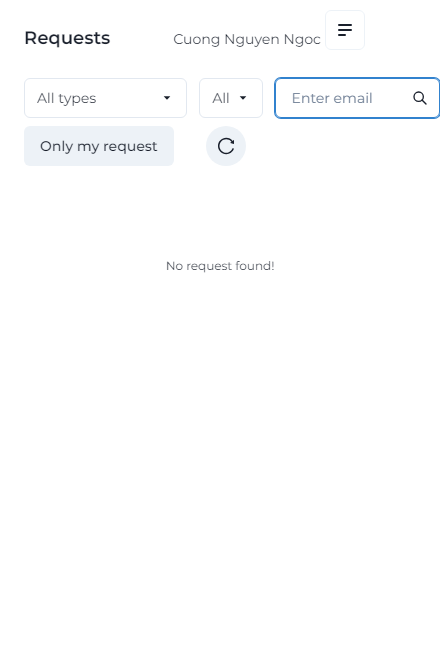 Requests
Cuong Nguyen Ngoc
All types
All
Enter email
Only my request
No request found!